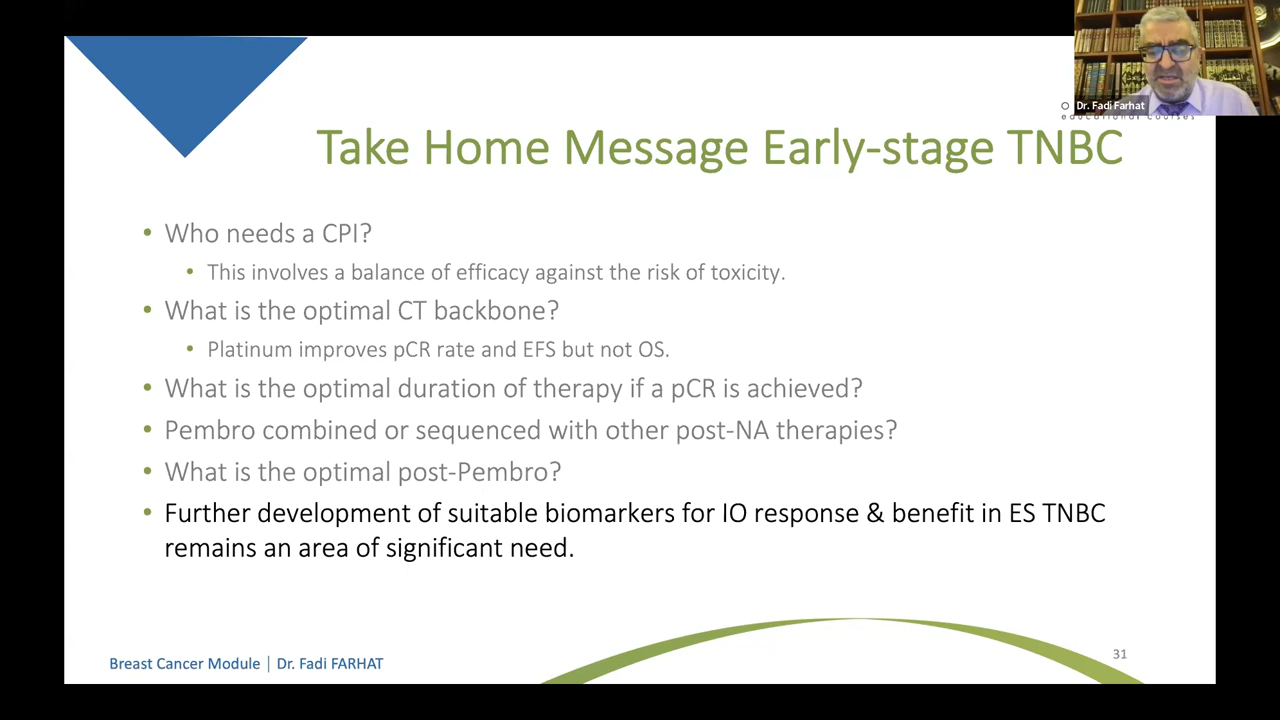 Dr. Fadi Farhat
educational courses
Take Home Message Early-stage TNBC
• Who needs a CPI?
• This involves a balance of efficacy against the risk of toxicity.
• What is the optimal CT backbone?
• Platinum improves pCR rate and EFS but not OS.
• What is the optimal duration of therapy if a pCR is achieved?
• Pembro combined or sequenced with other post-NA therapies?
• What is the optimal post-Pembro?
• Further development of suitable biomarkers for IO response & benefit in ES TNBC
remains an area of significant need.
Breast Cancer Module | Dr. Fadi FARHAT
31